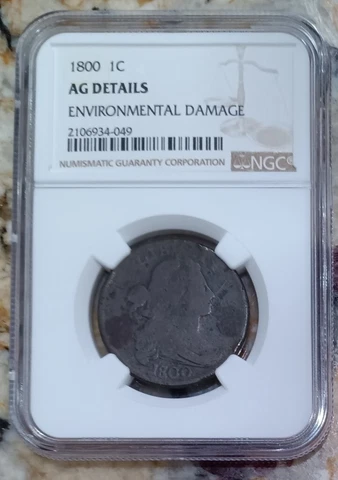 1800 1C
AG DETAILS
ENVIRONMENTAL DAMAGE
2106934-049
NUMISMATIC GUARANTY CORPORATION NGC®
1800